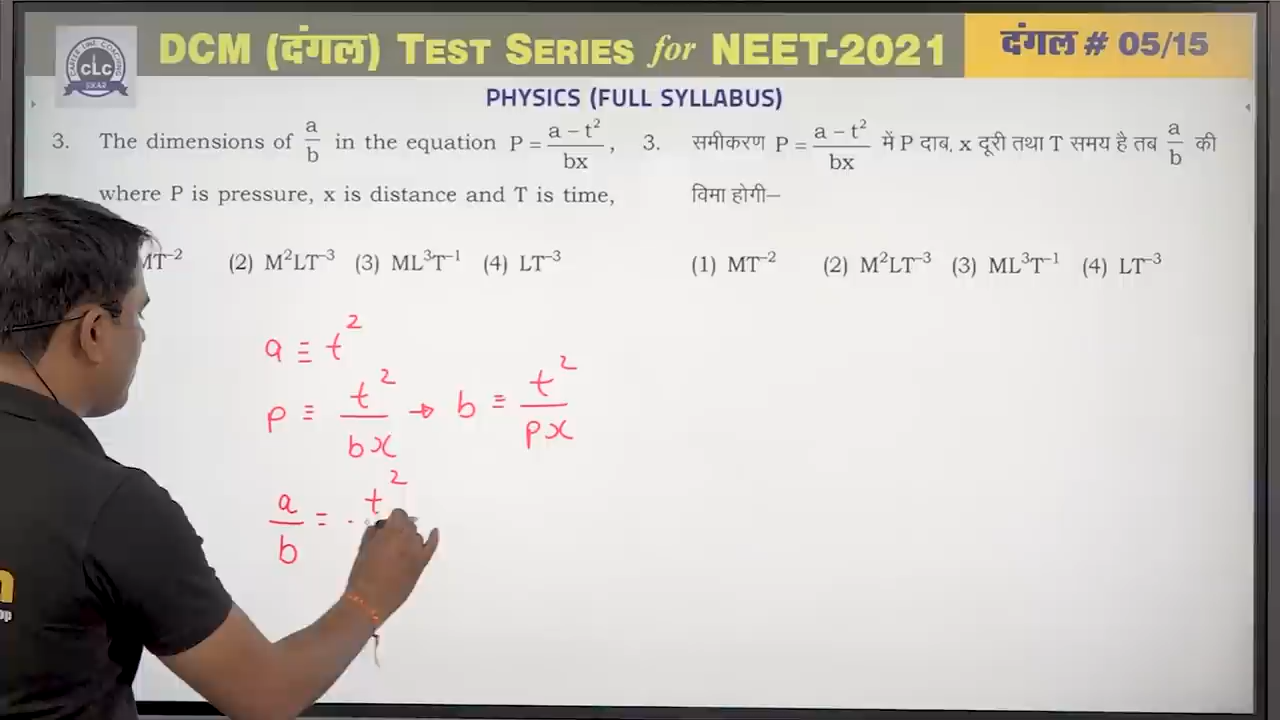 DCM (दंगल) TEST SERIES for NEET-2021
दंगल # 05/15
CLC
SIKAR
PHYSICS (FULL SYLLABUS)
3. The dimensions of a/b in the equation P = (a − t²)/bx ,
where P is pressure, x is distance and T is time,
MT⁻² (2) M²LT⁻³ (3) ML³T⁻¹ (4) LT⁻³
3. समीकरण P = (a − t²)/bx में P दाब, x दूरी तथा T समय है तब a/b की
विमा होगी–
(1) MT⁻² (2) M²LT⁻³ (3) ML³T⁻¹ (4) LT⁻³
a ≡ t²
P ≡ t²/bx → b ≡ t²/Px
a/b = t²